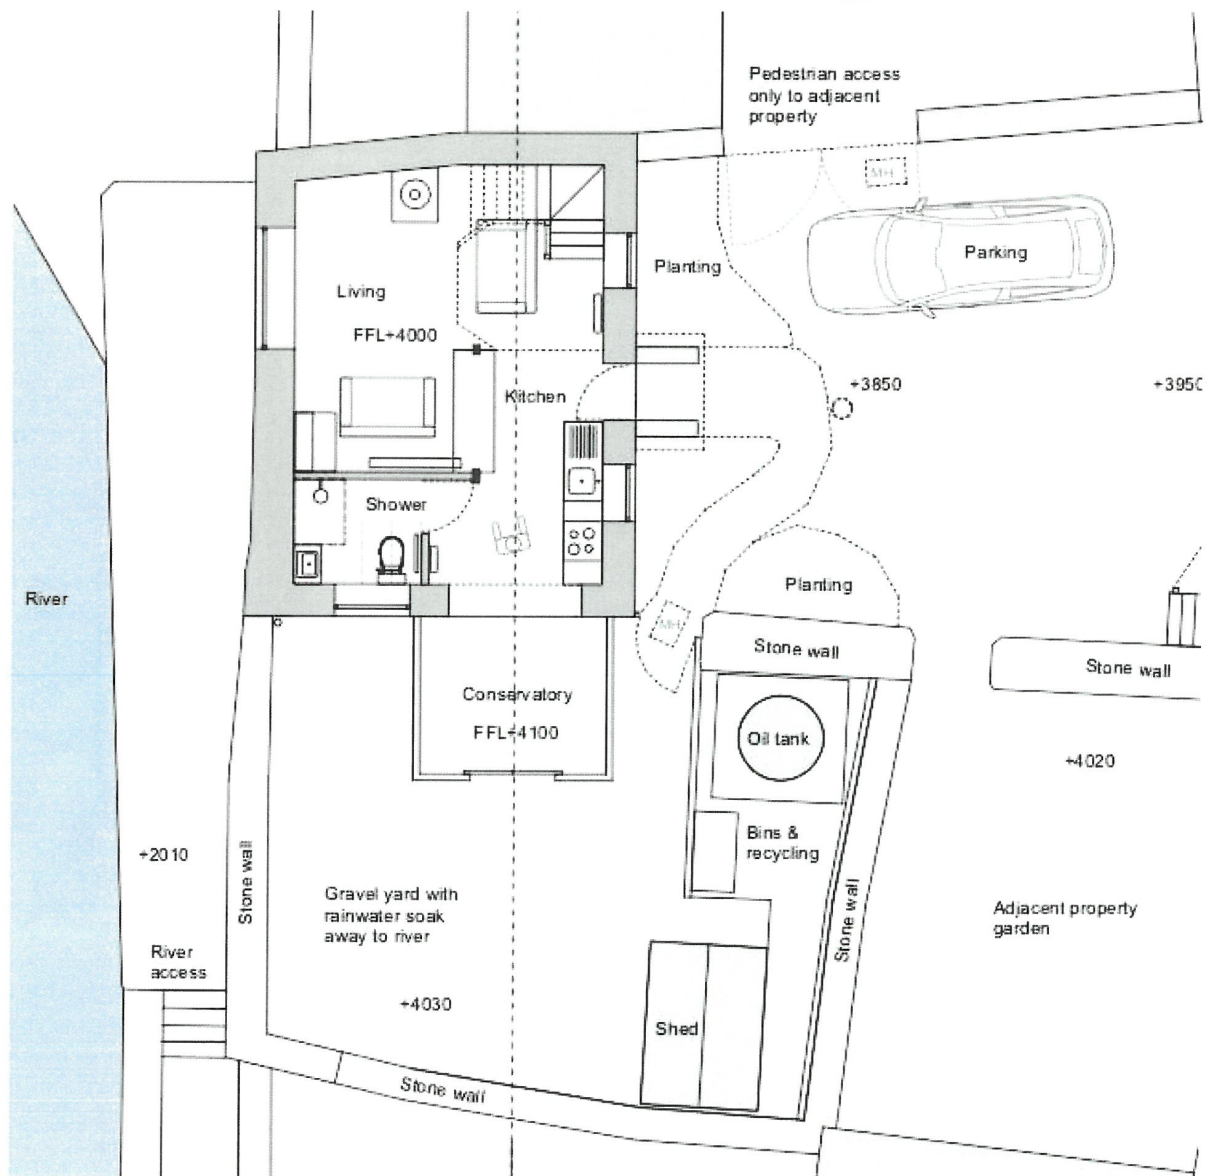 Pedestrian access
only to adjacent
property
MH
Parking
Planting
Living
FFL+4000
+3850
+3950
Kitchen
Shower
River
Planting
MH
Stone wall
Stone wall
Conservatory
FFL+4100
Oil tank
+4020
Bins &
recycling
+2010
Stone wall
Gravel yard with
rainwater soak
away to river
Stone wall
Adjacent property
garden
River
access
+4030
Shed
Stone wall